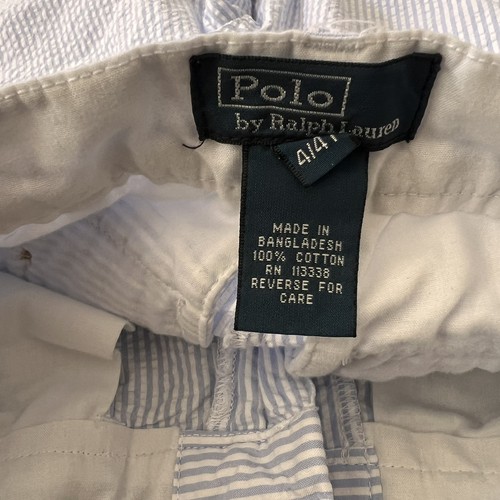 Polo
by Ralph Lauren
4/4T
MADE IN
BANGLADESH
100% COTTON
RN 113338
REVERSE FOR
CARE